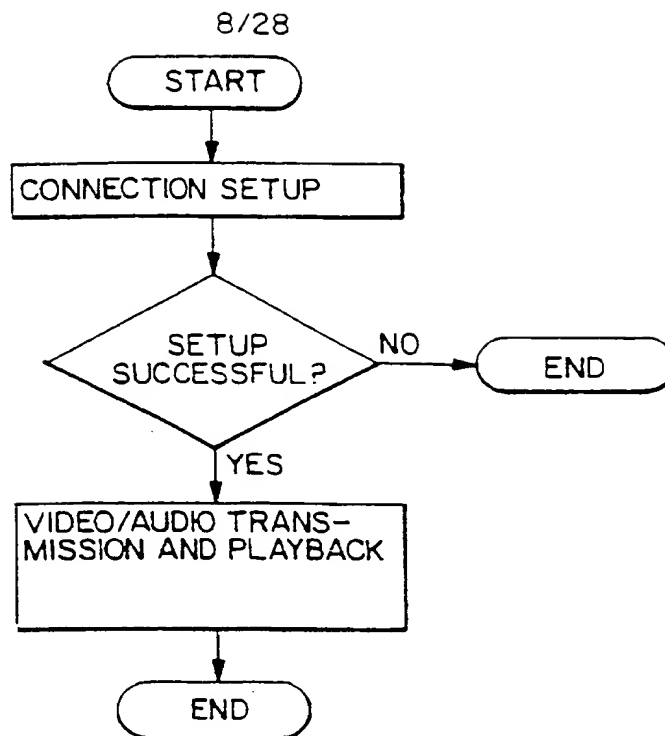 8/28
START
CONNECTION SETUP
SETUP
SUCCESSFUL?
NO
END
YES
VIDEO/AUDIO TRANS-
MISSION AND PLAYBACK
END